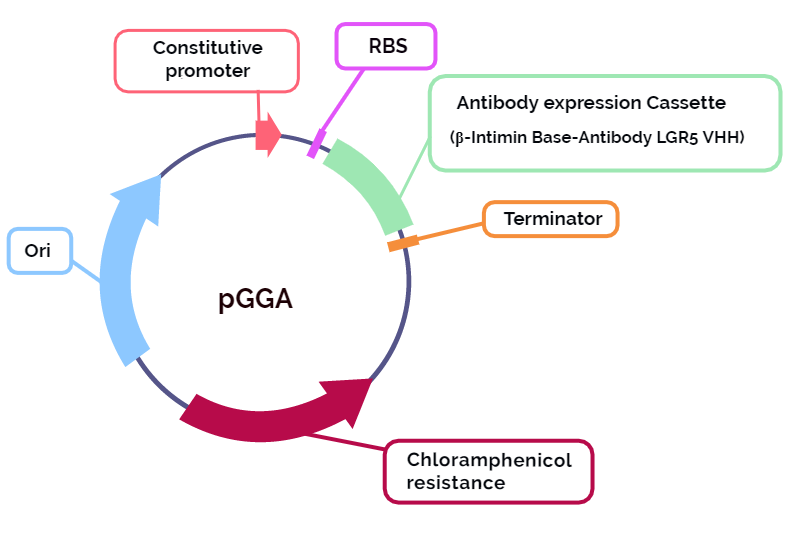 Constitutive
promoter
RBS
Antibody expression Cassette
(β-Intimin Base-Antibody LGR5 VHH)
Terminator
Ori
pGGA
Chloramphenicol
resistance